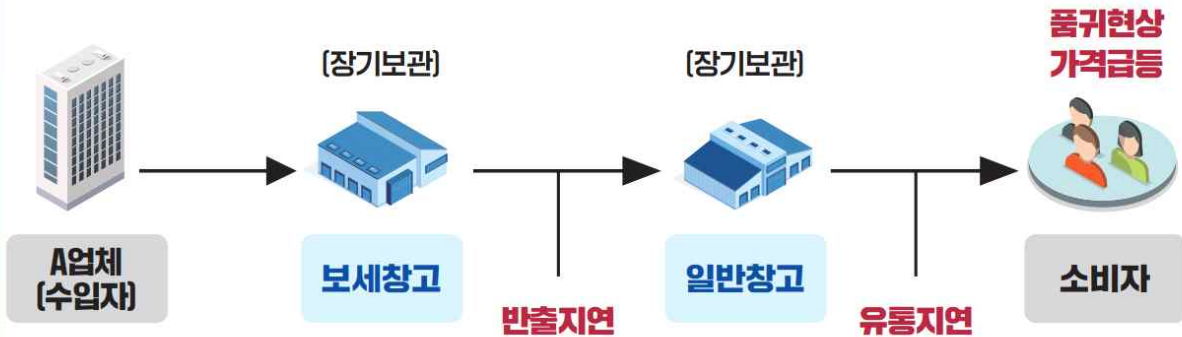 품귀현상
가격급등
(장기보관)
(장기보관)
A업체
(수입자)
보세창고
일반창고
소비자
반출지연
유통지연